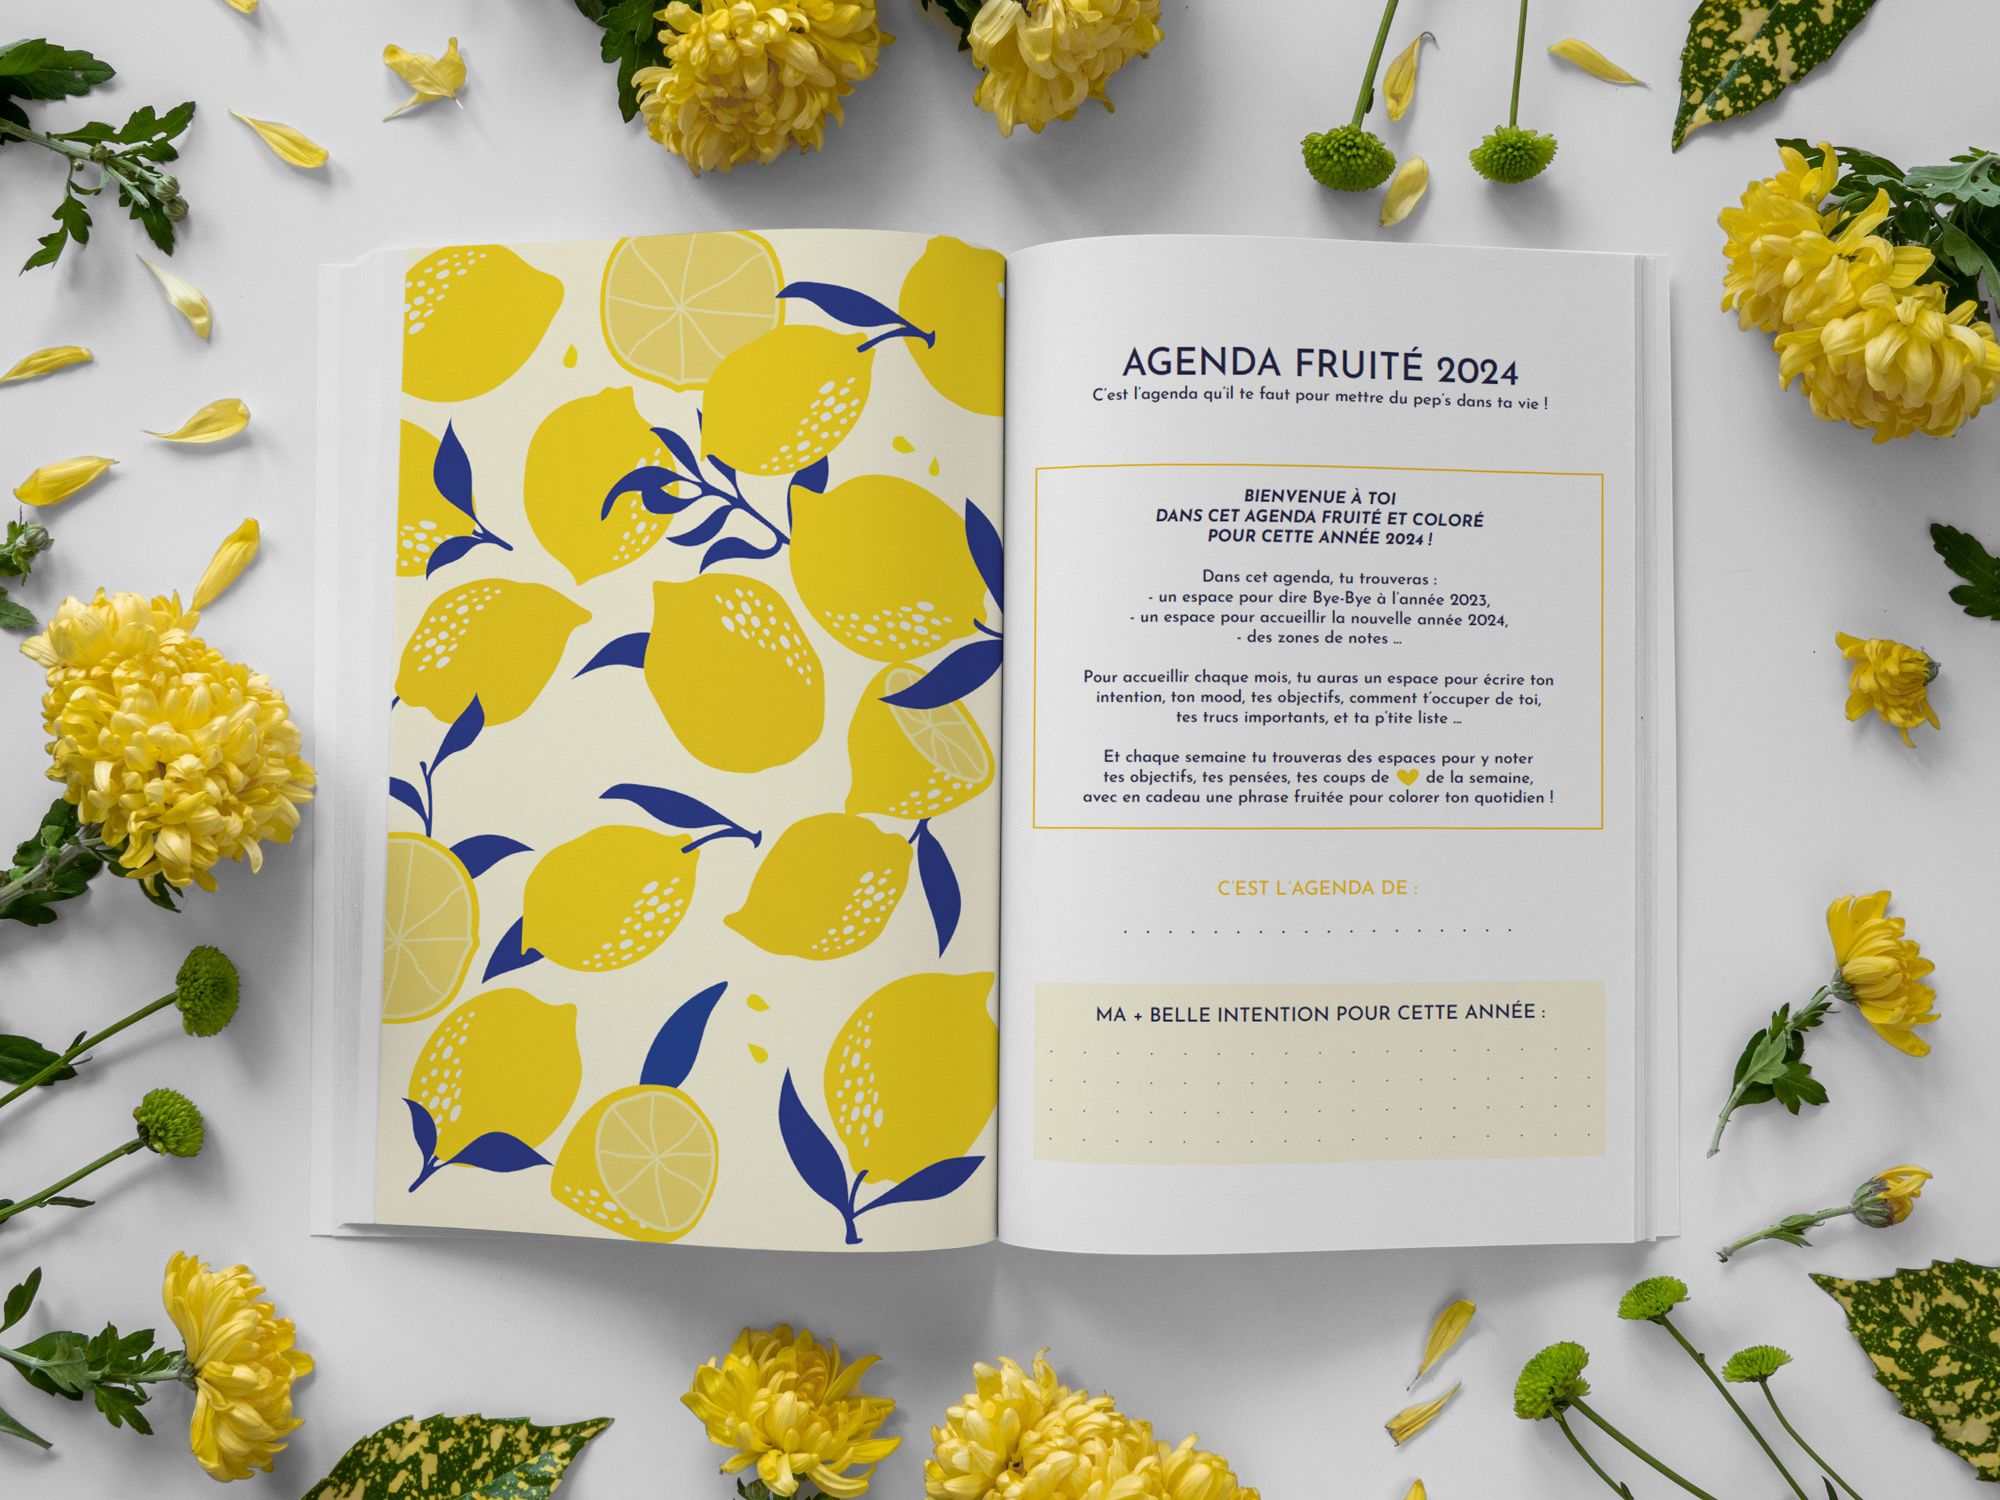 AGENDA FRUITÉ 2024
C'est l'agenda qu'il te faut pour mettre du pep's dans ta vie !
BIENVENUE À TOI
DANS CET AGENDA FRUITÉ ET COLORÉ
POUR CETTE ANNÉE 2024 !
Dans cet agenda, tu trouveras :
- un espace pour dire Bye-Bye à l'année 2023,
- un espace pour accueillir la nouvelle année 2024,
- des zones de notes ...
Pour accueillir chaque mois, tu auras un espace pour écrire ton
intention, ton mood, tes objectifs, comment t'occuper de toi,
tes trucs importants, et ta p'tite liste ...
Et chaque semaine tu trouveras des espaces pour y noter
tes objectifs, tes pensées, tes coups de 💛 de la semaine,
avec en cadeau une phrase fruitée pour colorer ton quotidien !
C'EST L'AGENDA DE :
MA + BELLE INTENTION POUR CETTE ANNÉE :